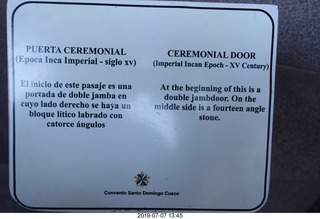 PUERTA CEREMONIAL
(Epoca Inca Imperial - siglo xv)
El inicio de este pasaje es una
portada de doble jamba en
cuyo lado derecho se haya un
bloque lítico labrado con
catorce ángulos
CEREMONIAL DOOR
(Imperial Incan Epoch - XV Century)
At the beginning of this is a
double jambdoor. On the
middle side is a fourteen angle
stone.
Convento Santo Domingo Cusco
2019-07-07 13:45